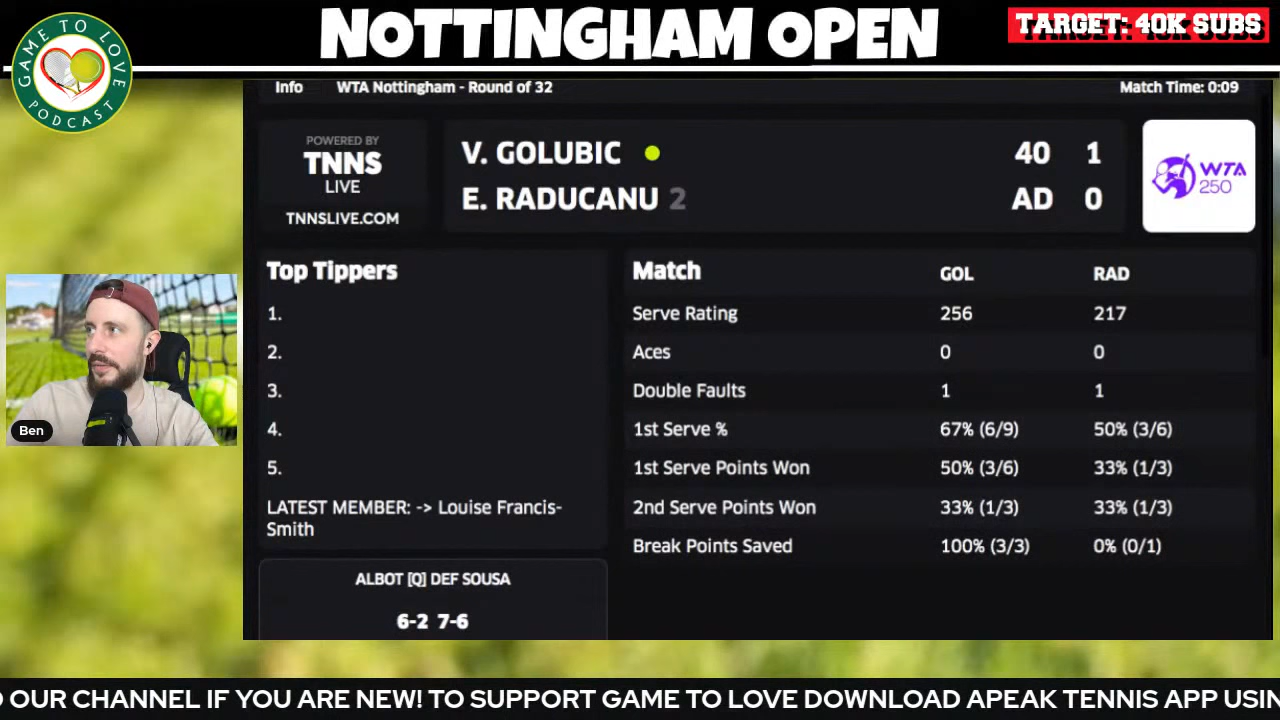 NOTTINGHAM OPEN
TARGET: 40K SUBS
GAME TO LOVE
PODCAST
Info
WTA Nottingham - Round of 32
Match Time: 0:09
POWERED BY
TNNS
LIVE
TNNSLIVE.COM
V. GOLUBIC 40 1
E. RADUCANU 2 AD 0
WTA
250
Top Tippers
1.
2.
3.
4.
5.
LATEST MEMBER: -> Louise Francis-
Smith
ALBOT [Q] DEF SOUSA
6-2 7-6
Match GOL RAD
Serve Rating 256 217
Aces 0 0
Double Faults 1 1
1st Serve % 67% (6/9) 50% (3/6)
1st Serve Points Won 50% (3/6) 33% (1/3)
2nd Serve Points Won 33% (1/3) 33% (1/3)
Break Points Saved 100% (3/3) 0% (0/1)
Ben
OUR CHANNEL IF YOU ARE NEW! TO SUPPORT GAME TO LOVE DOWNLOAD APEAK TENNIS APP USIN